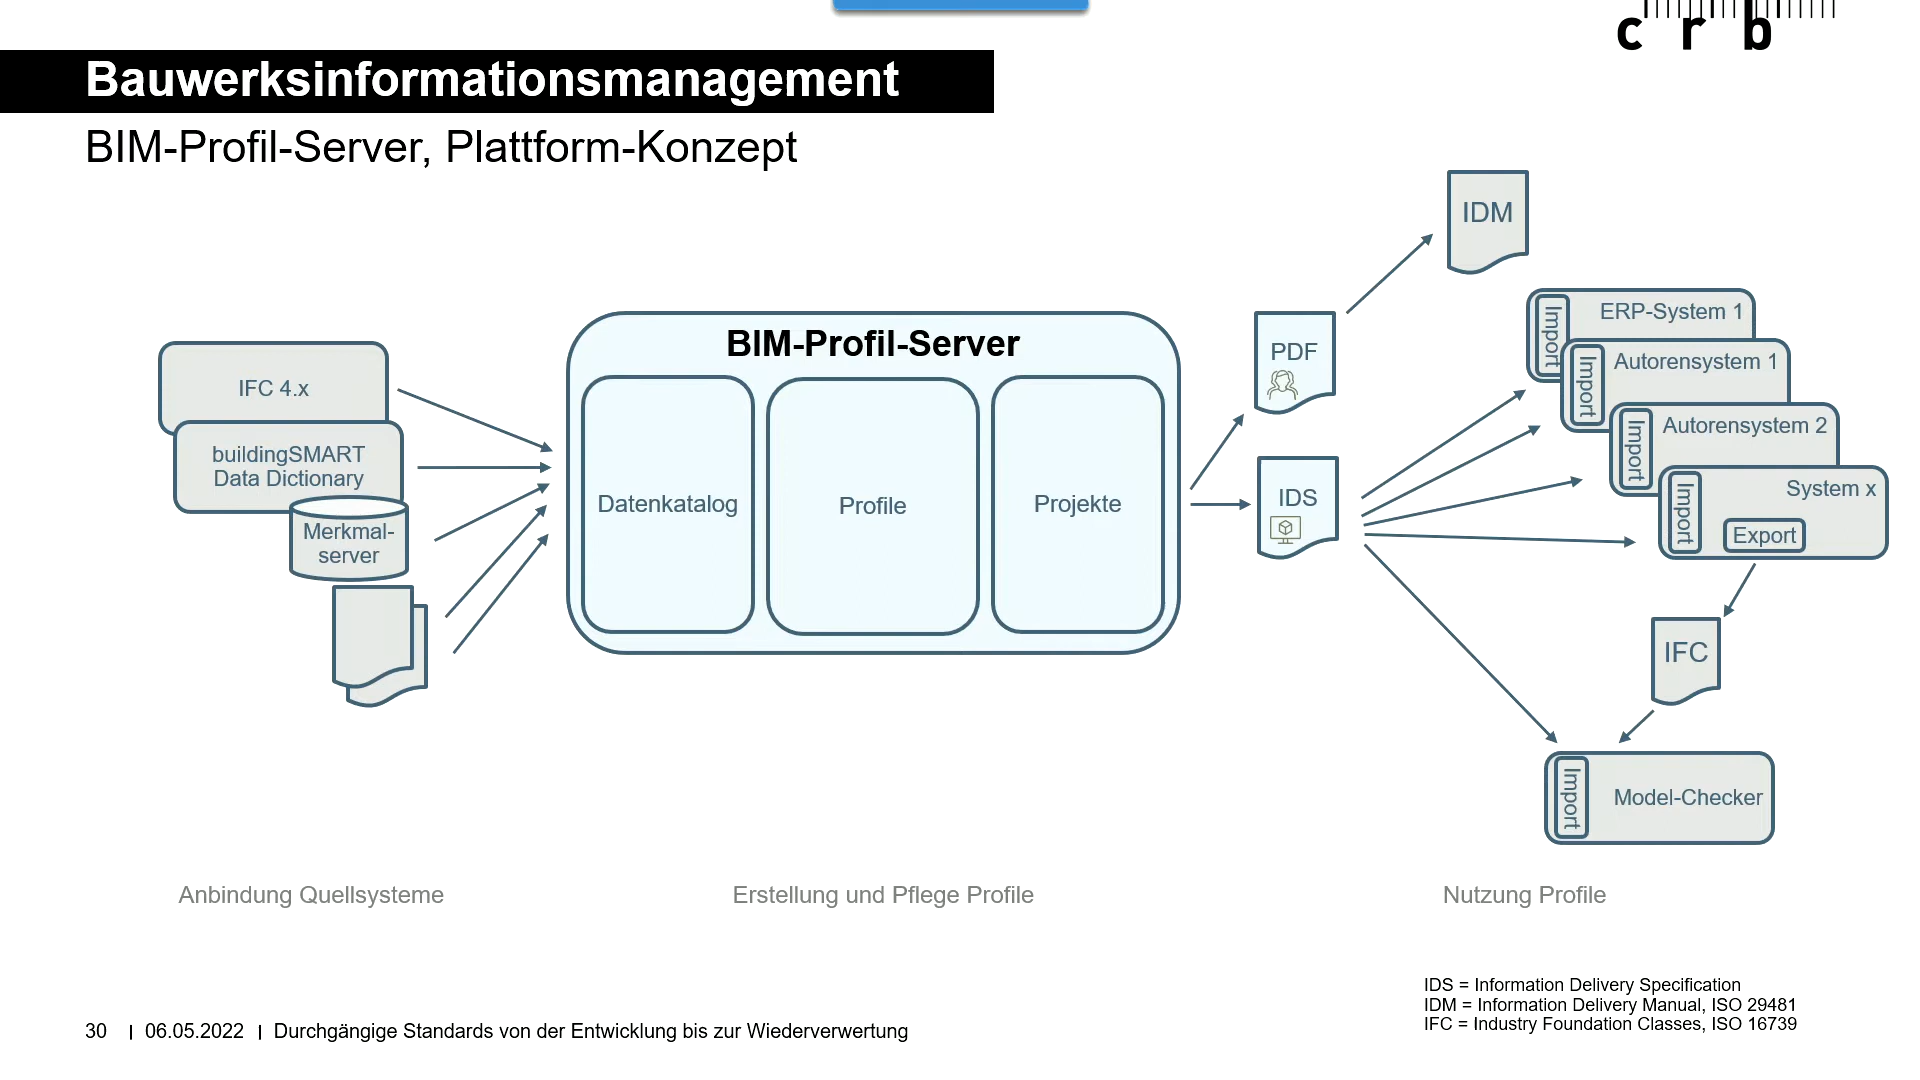 crb
Bauwerksinformationsmanagement
BIM-Profil-Server, Plattform-Konzept
IDM
PDF
IDS
ERP-System 1
Import
Autorensystem 1
Import
Autorensystem 2
Import
System x
Import
Export
IFC
Model-Checker
Import
BIM-Profil-Server
Datenkatalog
Profile
Projekte
IFC 4.x
buildingSMART
Data Dictionary
Merkmal-
server
Anbindung Quellsysteme
Erstellung und Pflege Profile
Nutzung Profile
IDS = Information Delivery Specification
IDM = Information Delivery Manual, ISO 29481
IFC = Industry Foundation Classes, ISO 16739
30 | 06.05.2022 | Durchgängige Standards von der Entwicklung bis zur Wiederverwertung